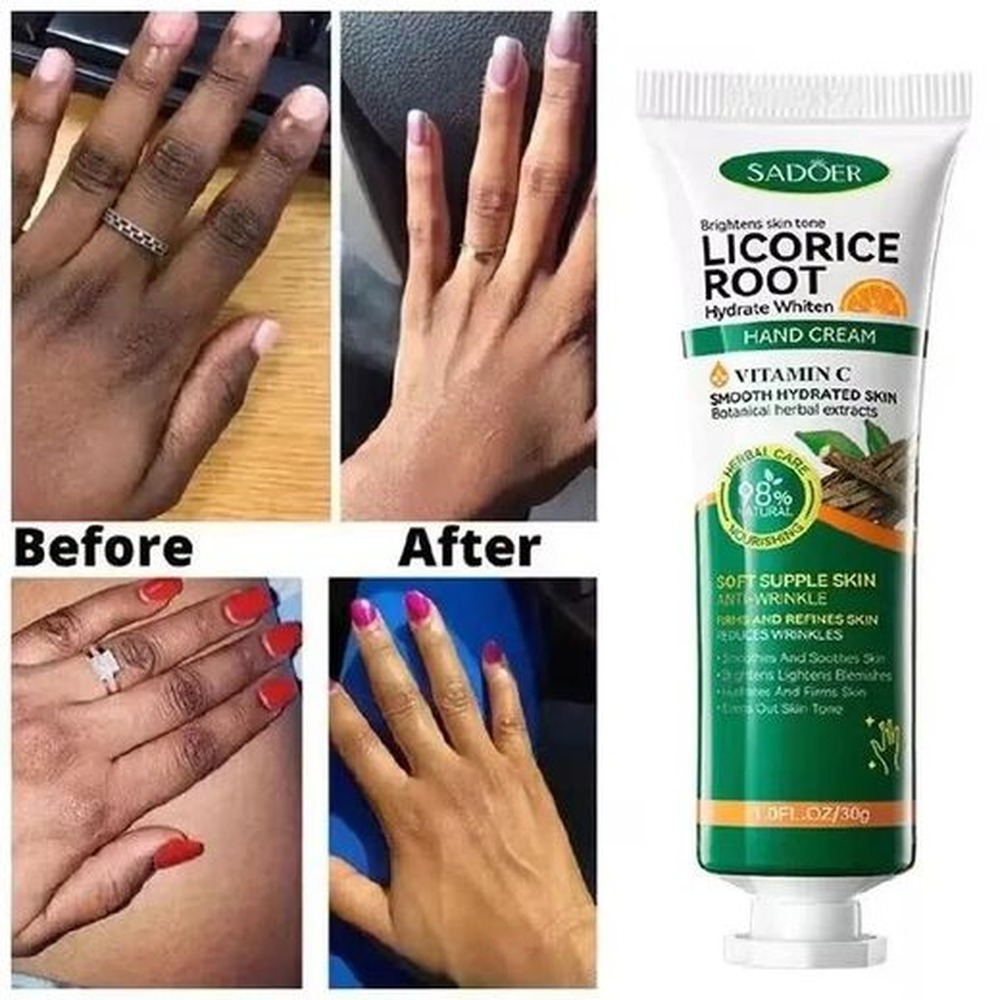 Before
After
SADOER
Brightens skin tone
LICORICE
ROOT
Hydrate Whiten
HAND CREAM
VITAMIN C
SMOOTH HYDRATED SKIN
Botanical herbal extracts
HERBAL CARE
98%
NATURAL
NOURISHING
SOFT SUPPLE SKIN
ANTI-WRINKLE
FIRMS AND REFINES SKIN
REDUCES WRINKLES
• Smoothies And Soothes Skin
• Brightens Lightens Blemishes
• Hydrates And Firms Skin
• Evens Out Skin Tone
1.0FL.OZ/30g